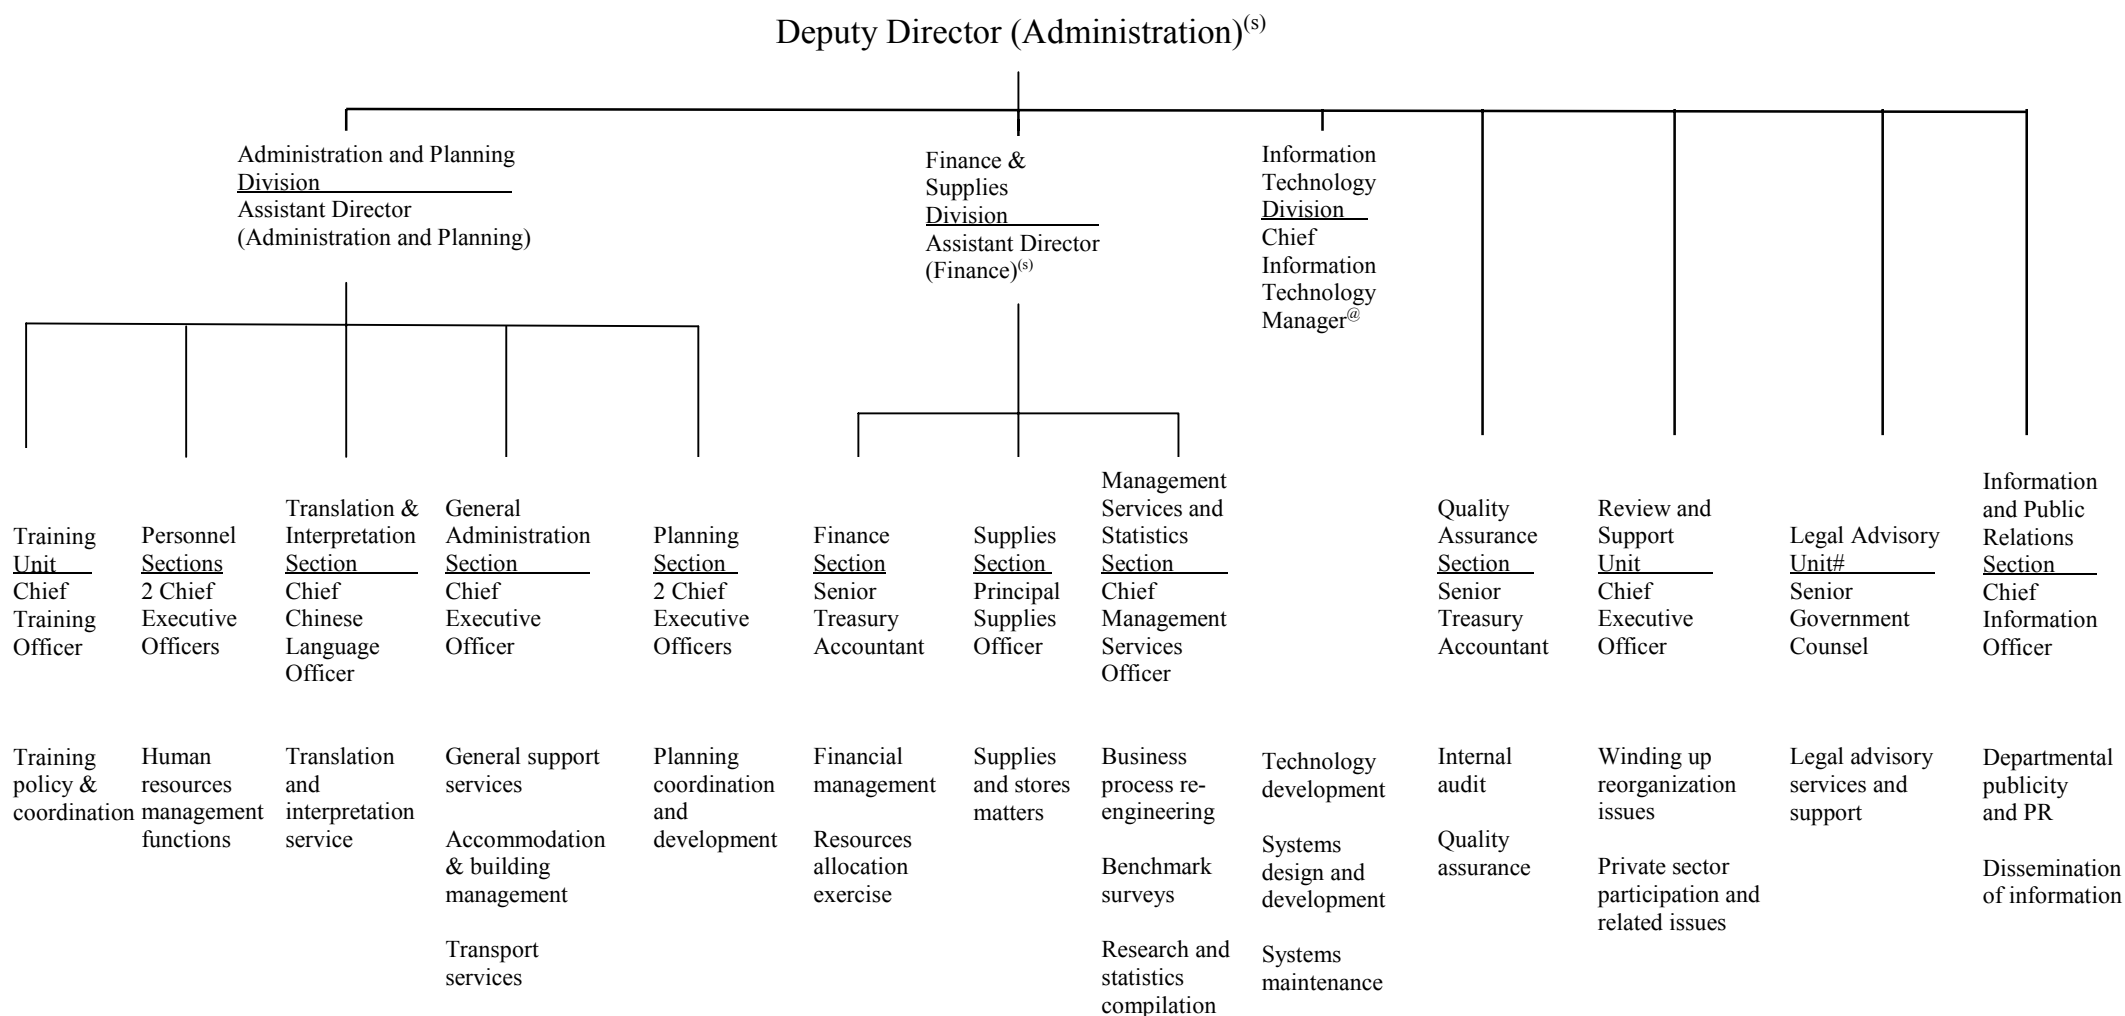 Deputy Director (Administration)(s)
Administration and Planning
Division
Assistant Director
(Administration and Planning)
Finance &
Supplies
Division
Assistant Director
(Finance)(s)
Information
Technology
Division
Chief
Information
Technology
Manager@
Training
Unit
Chief
Training
Officer
Personnel
Sections
2 Chief
Executive
Officers
Translation &
Interpretation
Section
Chief
Chinese
Language
Officer
General
Administration
Section
Chief
Executive
Officer
Planning
Section
2 Chief
Executive
Officers
Finance
Section
Senior
Treasury
Accountant
Supplies
Section
Principal
Supplies
Officer
Management
Services and
Statistics
Section
Chief
Management
Services
Officer
Quality
Assurance
Section
Senior
Treasury
Accountant
Review and
Support
Unit
Chief
Executive
Officer
Legal Advisory
Unit#
Senior
Government
Counsel
Information
and Public
Relations
Section
Chief
Information
Officer
Training
policy &
coordination
Human
resources
management
functions
Translation
and
interpretation
service
General support
services
Accommodation
& building
management
Transport
services
Planning
coordination
and
development
Financial
management
Resources
allocation
exercise
Supplies
and stores
matters
Business
process re-
engineering
Benchmark
surveys
Research and
statistics
compilation
Technology
development
Systems
design and
development
Systems
maintenance
Internal
audit
Quality
assurance
Winding up
reorganization
issues
Private sector
participation and
related issues
Legal advisory
services and
support
Departmental
publicity
and PR
Dissemination
of information